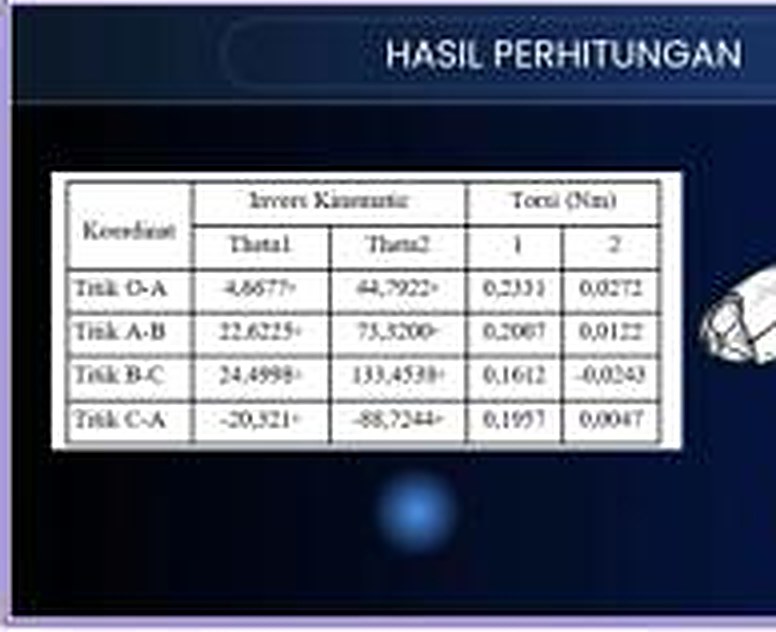 HASIL PERHITUNGAN
Koordinat Invers Kinematic Torsi (Nm)
Theta1 Theta2 1 2
Titik O-A 4,6677° 44,7922° 0,2331 0,0272
Titik A-B 22,6225° 73,3200° 0,2007 0,0122
Titik B-C 24,4998° 133,4538° 0,1612 -0,0243
Titik C-A -20,321° -88,7244° 0,1957 0,0047